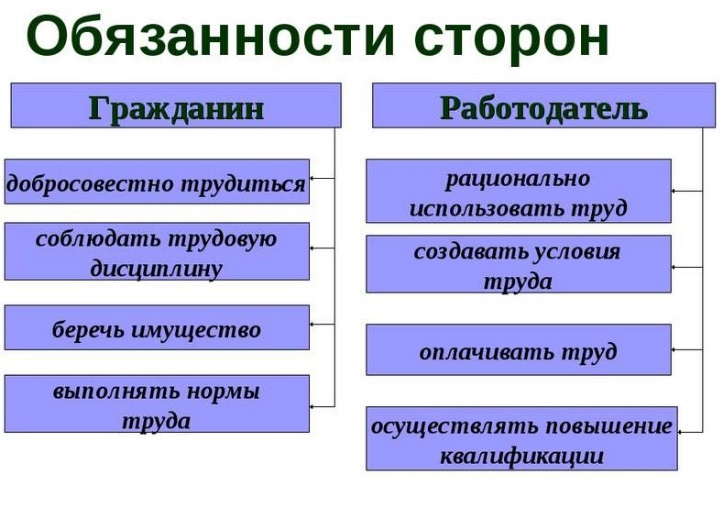 Обязанности сторон
Гражданин
добросовестно трудиться
соблюдать трудовую
дисциплину
беречь имущество
выполнять нормы
труда
Работодатель
рационально
использовать труд
создавать условия
труда
оплачивать труд
осуществлять повышение
квалификации